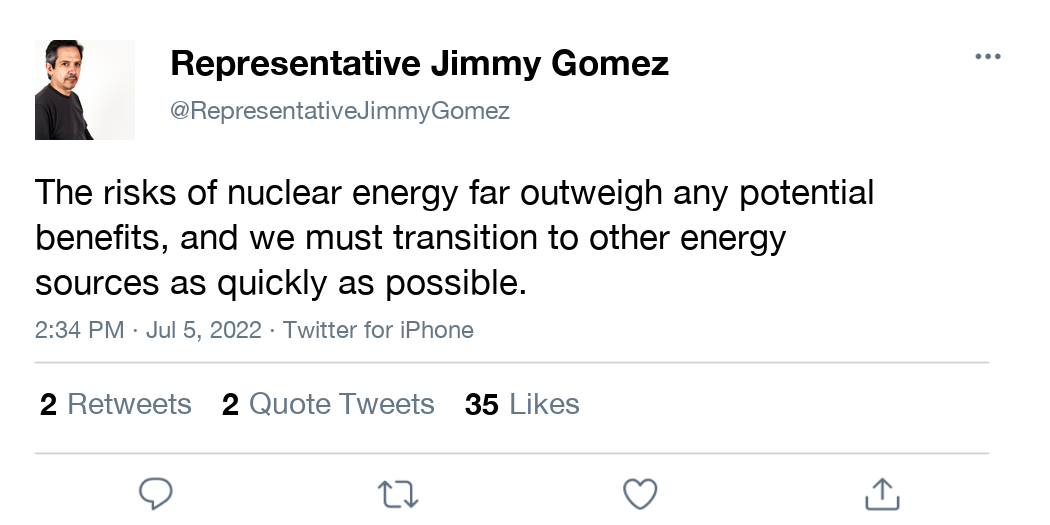 Representative Jimmy Gomez
@RepresentativeJimmyGomez
The risks of nuclear energy far outweigh any potential
benefits, and we must transition to other energy
sources as quickly as possible.
2:34 PM · Jul 5, 2022 · Twitter for iPhone
2 Retweets 2 Quote Tweets 35 Likes